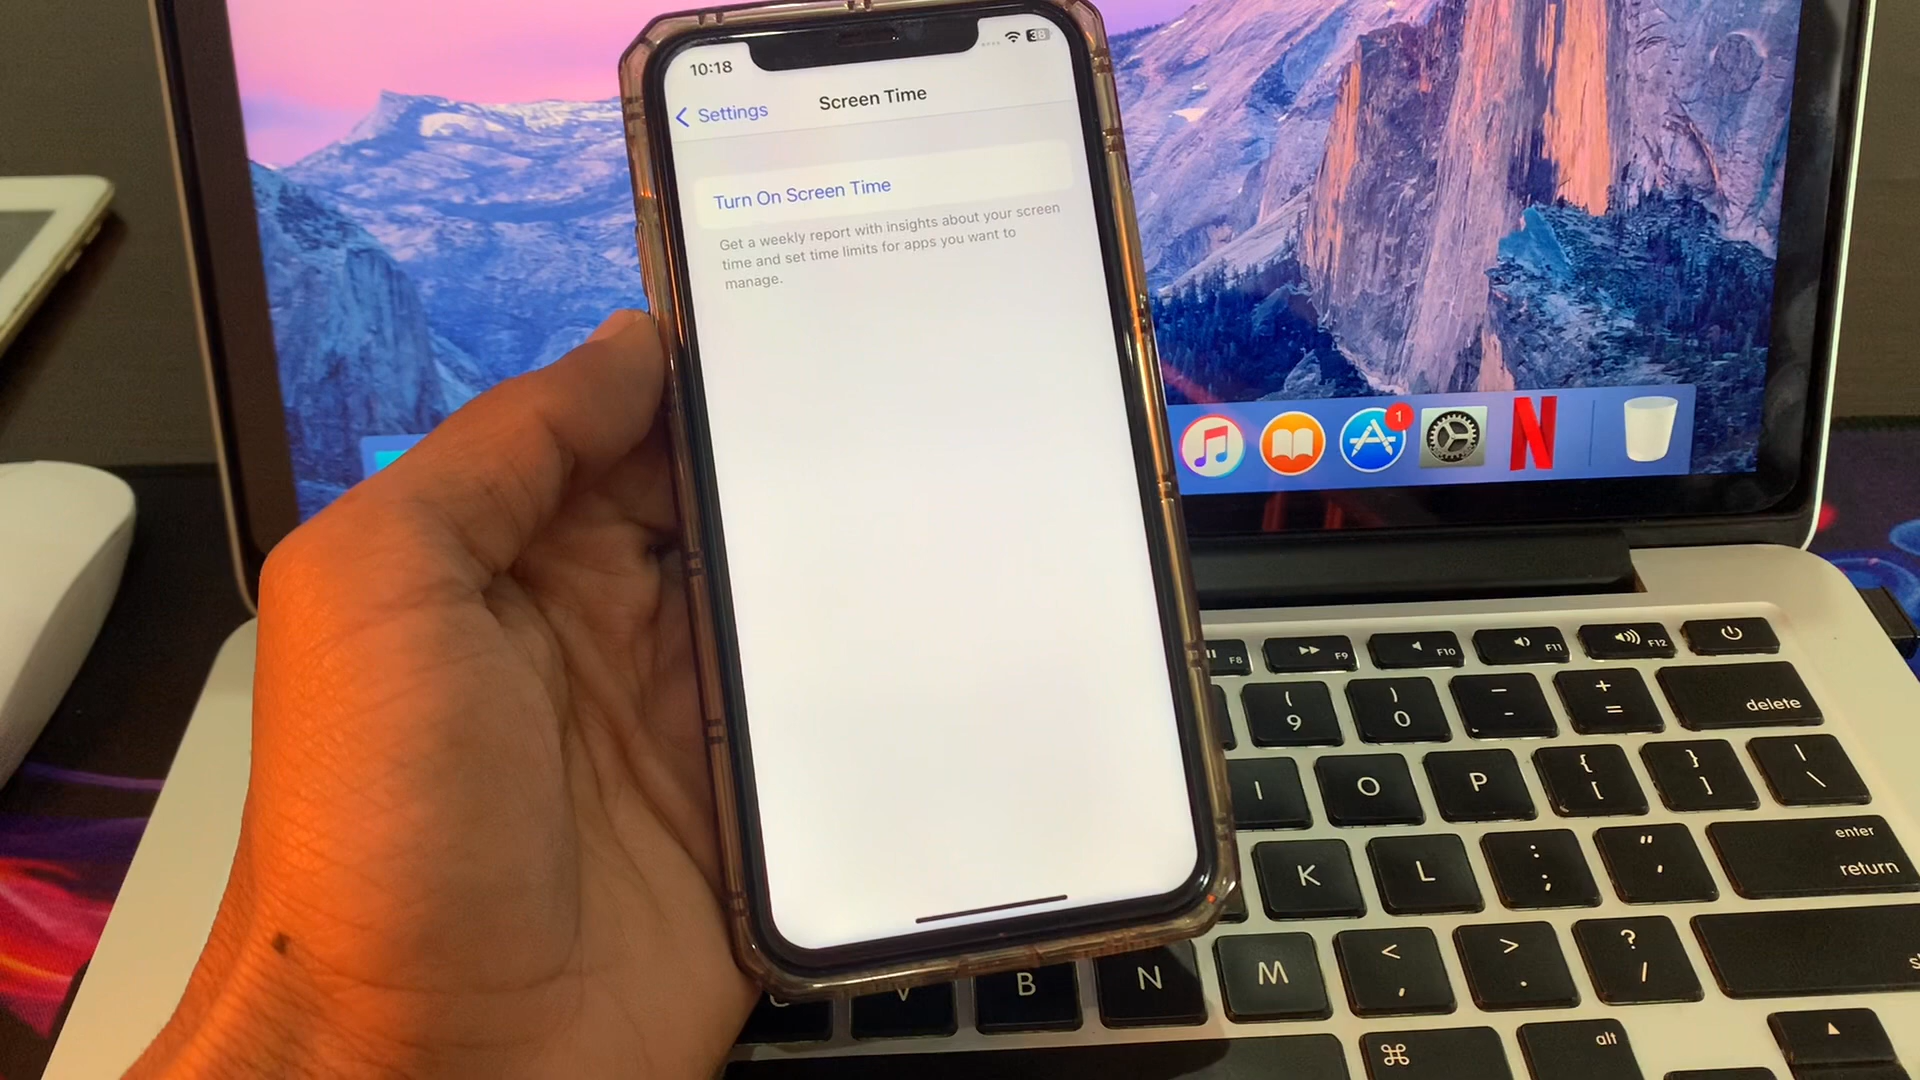 10:18
38
Settings
Screen Time
Turn On Screen Time
Get a weekly report with insights about your screen
time and set time limits for apps you want to
manage.
1
N
F8
F9
F10
F11
F12
( 9
) 0
— -
+ =
delete
I
O
P
{ [
} ]
| \
enter
return
K
L
: ;
" '
V
B
N
M
< ,
> .
? /
⌘
alt